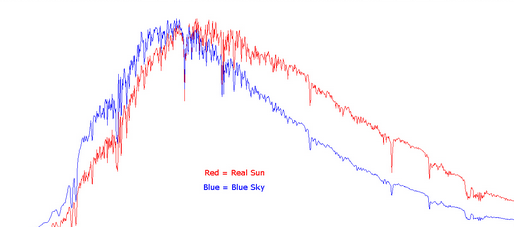 Red = Real Sun
Blue = Blue Sky